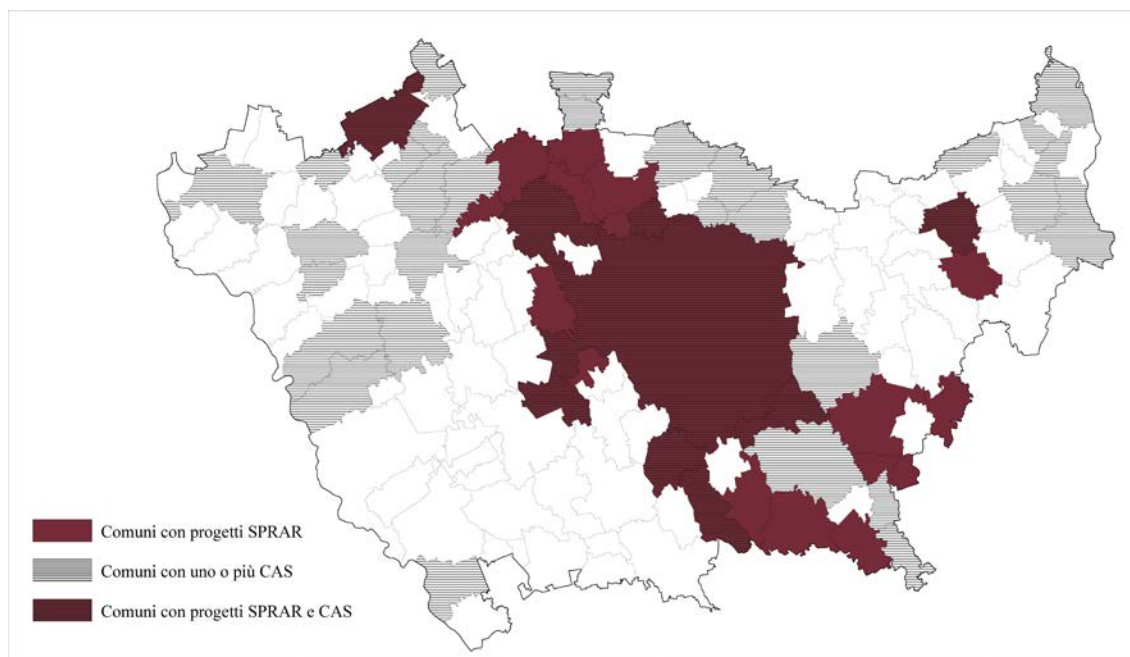 Comuni con progetti SPRAR
Comuni con uno o più CAS
Comuni con progetti SPRAR e CAS